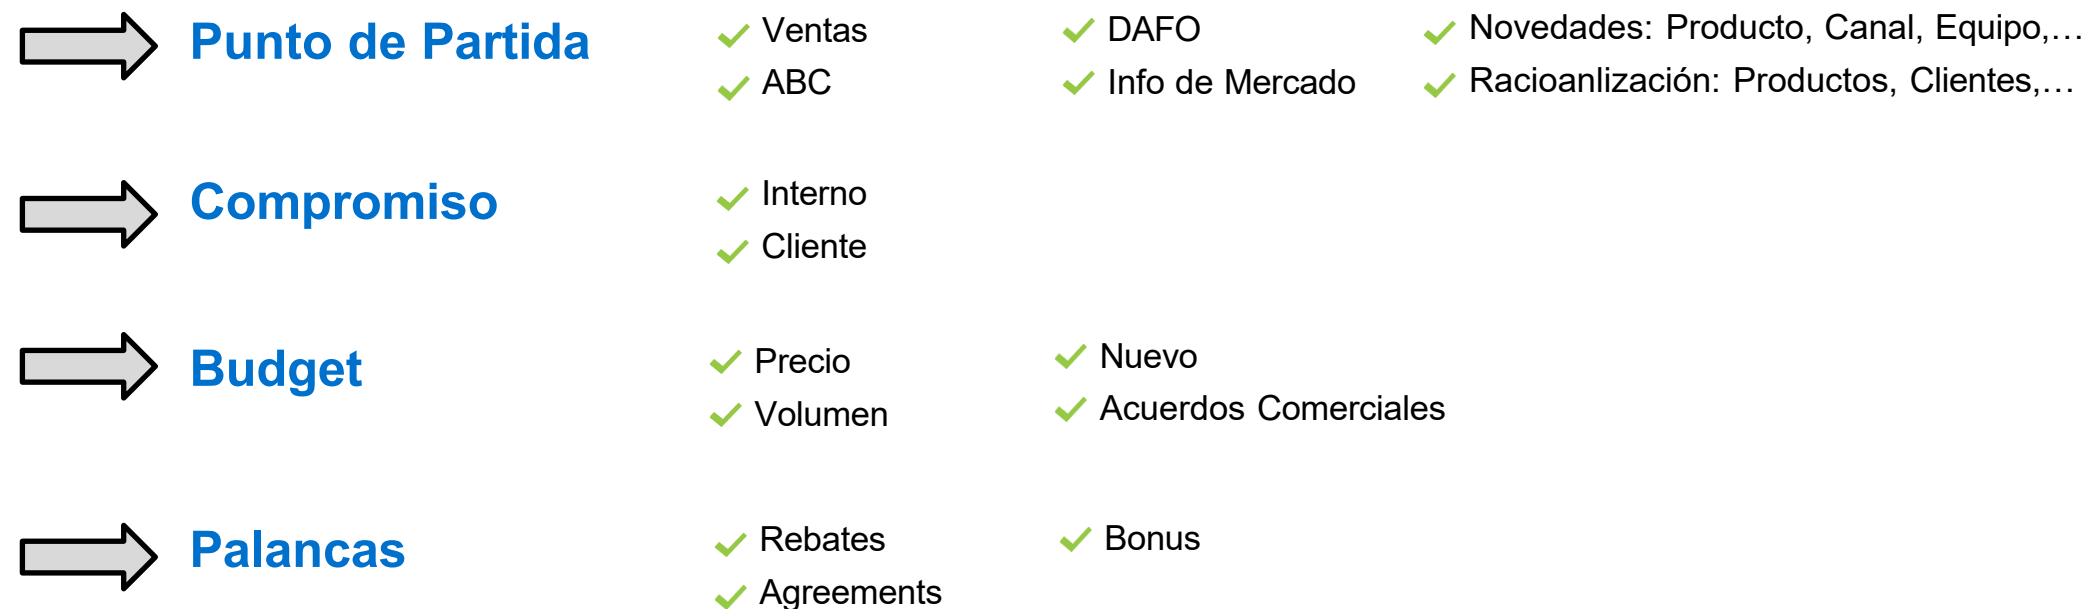 Punto de Partida
Ventas
ABC
DAFO
Info de Mercado
Novedades: Producto, Canal, Equipo,…
Racioanlización: Productos, Clientes,…
Compromiso
Interno
Cliente
Budget
Precio
Volumen
Nuevo
Acuerdos Comerciales
Palancas
Rebates
Agreements
Bonus